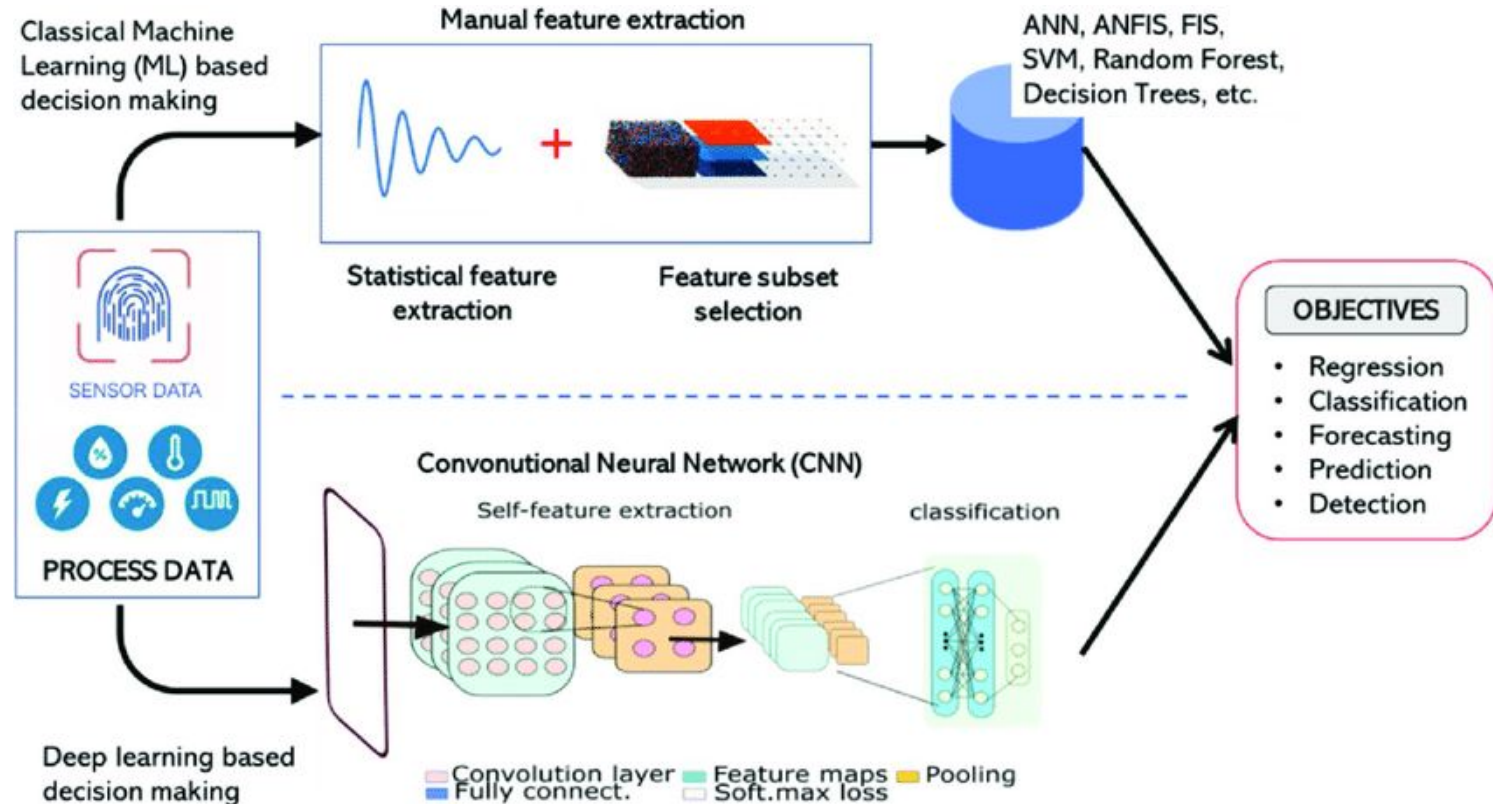 Classical Machine
Learning (ML) based
decision making
Manual feature extraction
ANN, ANFIS, FIS,
SVM, Random Forest,
Decision Trees, etc.
Statistical feature
extraction
Feature subset
selection
SENSOR DATA
%
PROCESS DATA
OBJECTIVES
• Regression
• Classification
• Forecasting
• Prediction
• Detection
Convonutional Neural Network (CNN)
Self-feature extraction
classification
Deep learning based
decision making
Convolution layer
Feature maps
Pooling
Fully connect.
Soft.max loss